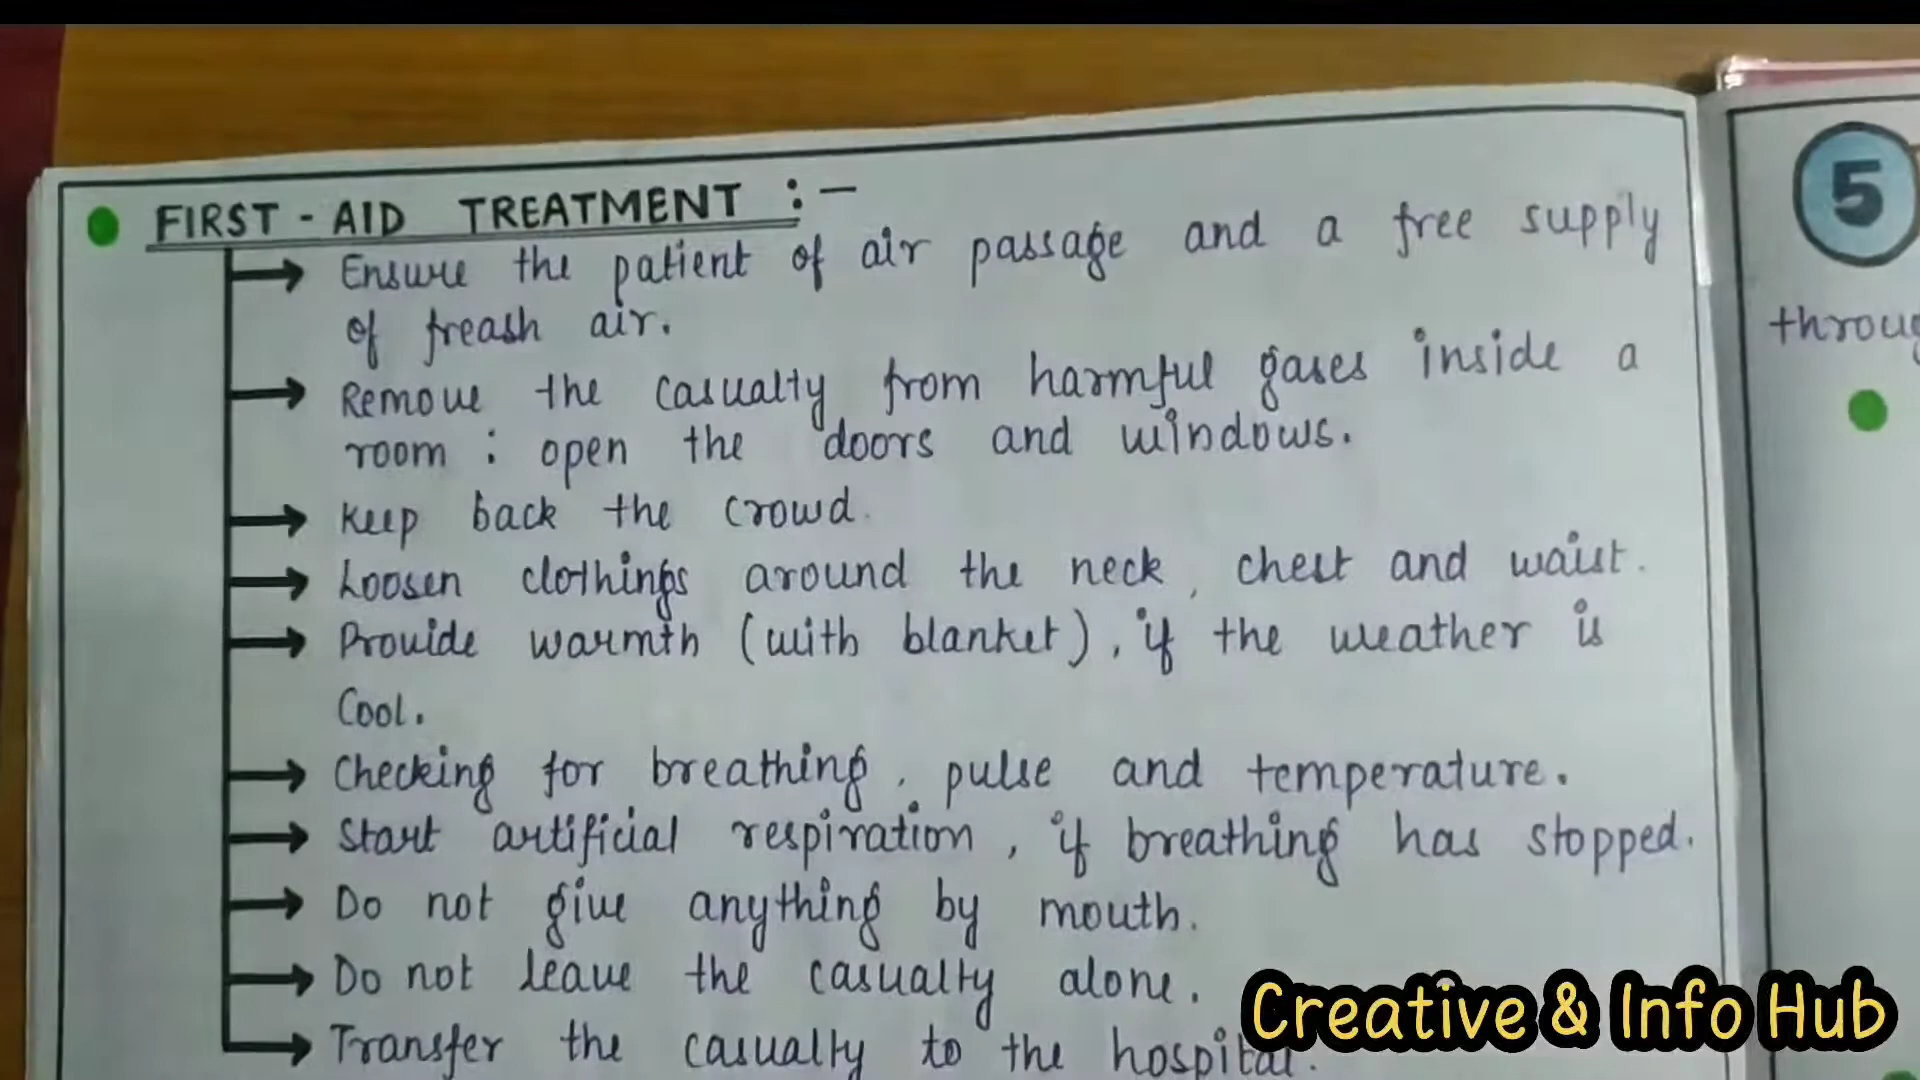 FIRST - AID TREATMENT : -
Ensure the patient of air passage and a free supply
of freash air.
Remove the casualty from harmful gases inside a
room : open the doors and windows.
Keep back the crowd.
Loosen clothings around the neck, chest and waist.
Provide warmth (with blanket), if the weather is
Cool.
Checking for breathing, pulse and temperature.
Start artificial respiration, if breathing has stopped.
Do not give anything by mouth.
Do not leave the casualty alone.
Transfer the casualty to the hospital.
5
Creative & Info Hub